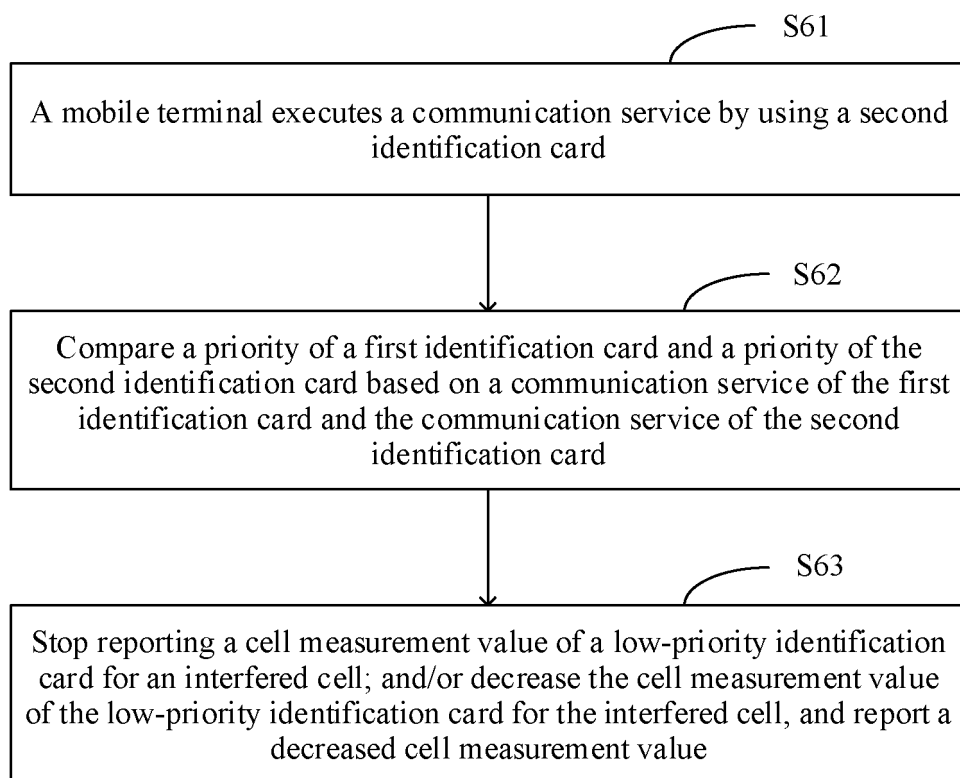 S61
A mobile terminal executes a communication service by using a second
identification card
S62
Compare a priority of a first identification card and a priority of the
second identification card based on a communication service of the first
identification card and the communication service of the second
identification card
S63
Stop reporting a cell measurement value of a low-priority identification
card for an interfered cell; and/or decrease the cell measurement value
of the low-priority identification card for the interfered cell, and report a
decreased cell measurement value